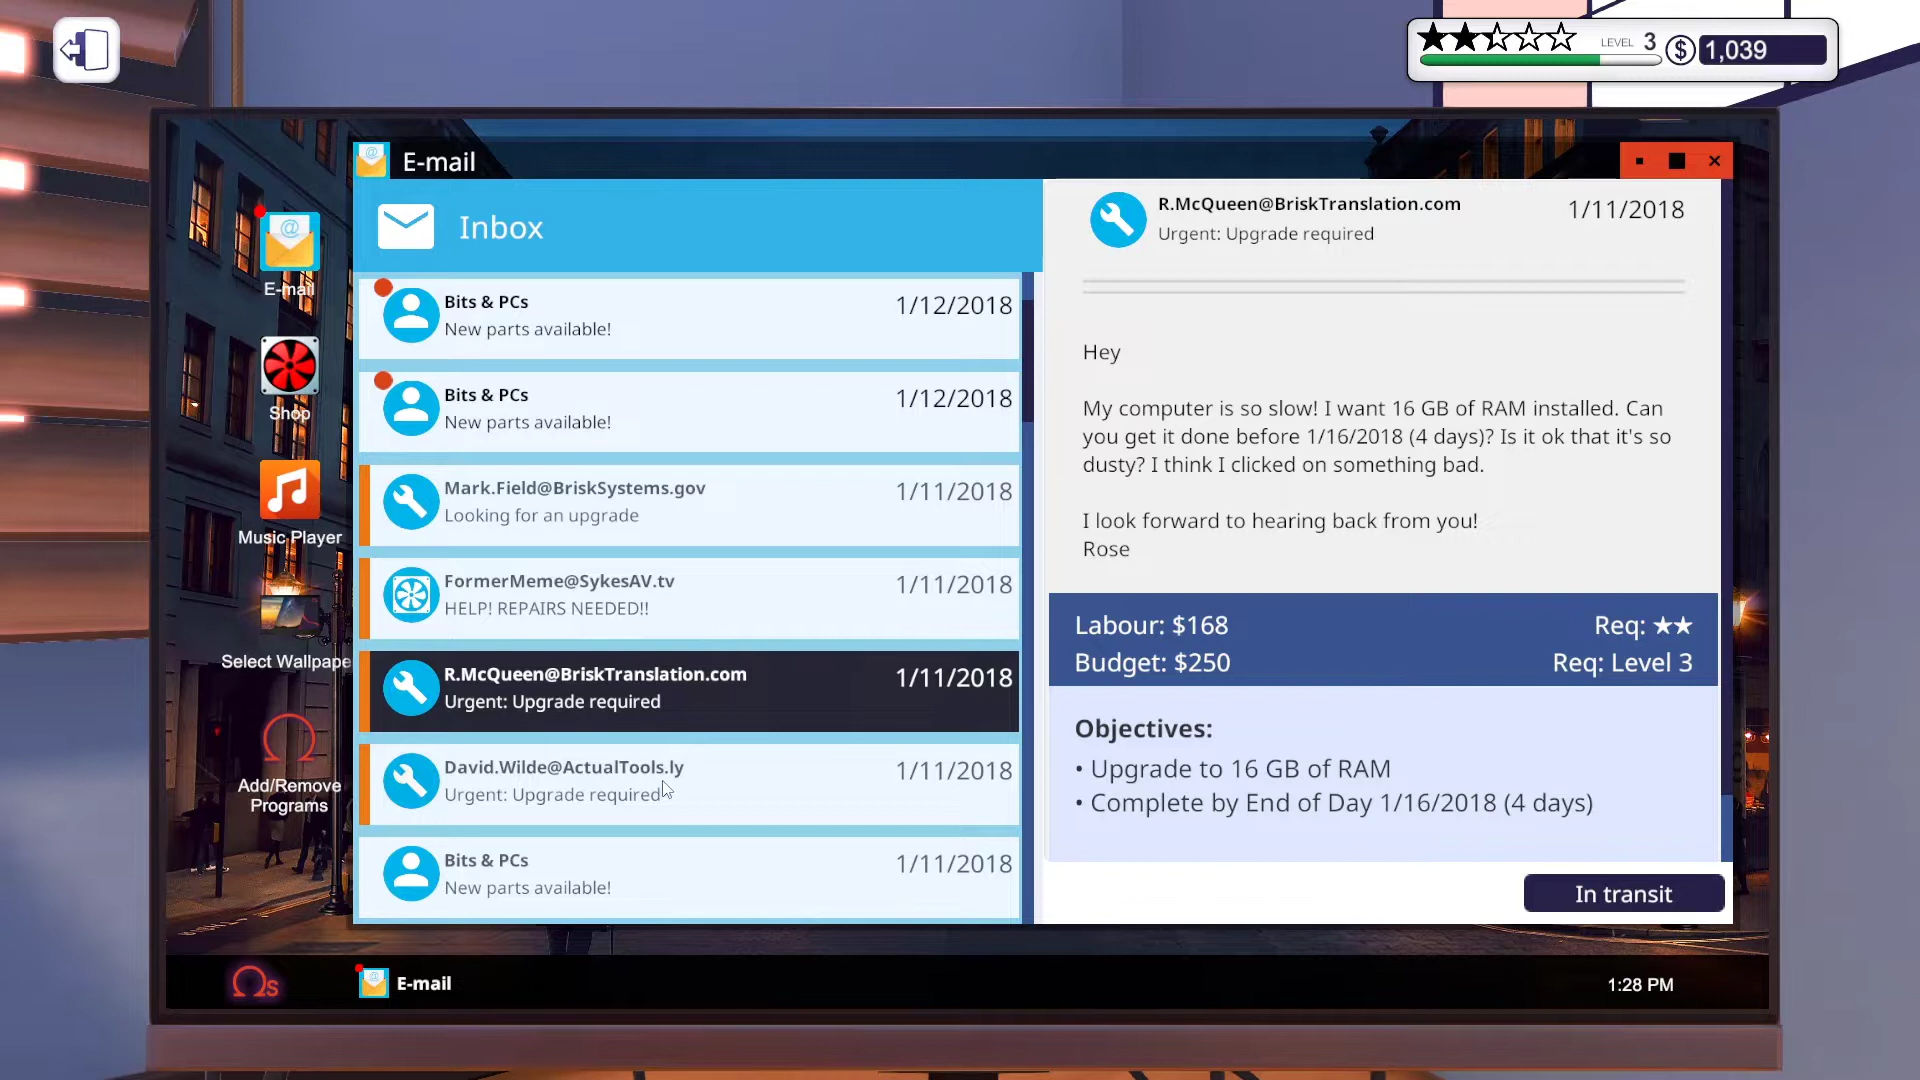 LEVEL 3
$ 1,039
E-mail
Inbox
Bits & PCs
1/12/2018
New parts available!
Bits & PCs
1/12/2018
New parts available!
Mark.Field@BriskSystems.gov
1/11/2018
Looking for an upgrade
FormerMeme@SykesAV.tv
1/11/2018
HELP! REPAIRS NEEDED!!
R.McQueen@BriskTranslation.com
1/11/2018
Urgent: Upgrade required
David.Wilde@ActualTools.ly
1/11/2018
Urgent: Upgrade required
Bits & PCs
1/11/2018
New parts available!
R.McQueen@BriskTranslation.com
1/11/2018
Urgent: Upgrade required
Hey
My computer is so slow! I want 16 GB of RAM installed. Can
you get it done before 1/16/2018 (4 days)? Is it ok that it's so
dusty? I think I clicked on something bad.
I look forward to hearing back from you!
Rose
Labour: $168
Req: ★★
Budget: $250
Req: Level 3
Objectives:
• Upgrade to 16 GB of RAM
• Complete by End of Day 1/16/2018 (4 days)
In transit
E-mail
Shop
Music Player
Select Wallpape
Add/Remove
Programs
Ωs
E-mail
1:28 PM